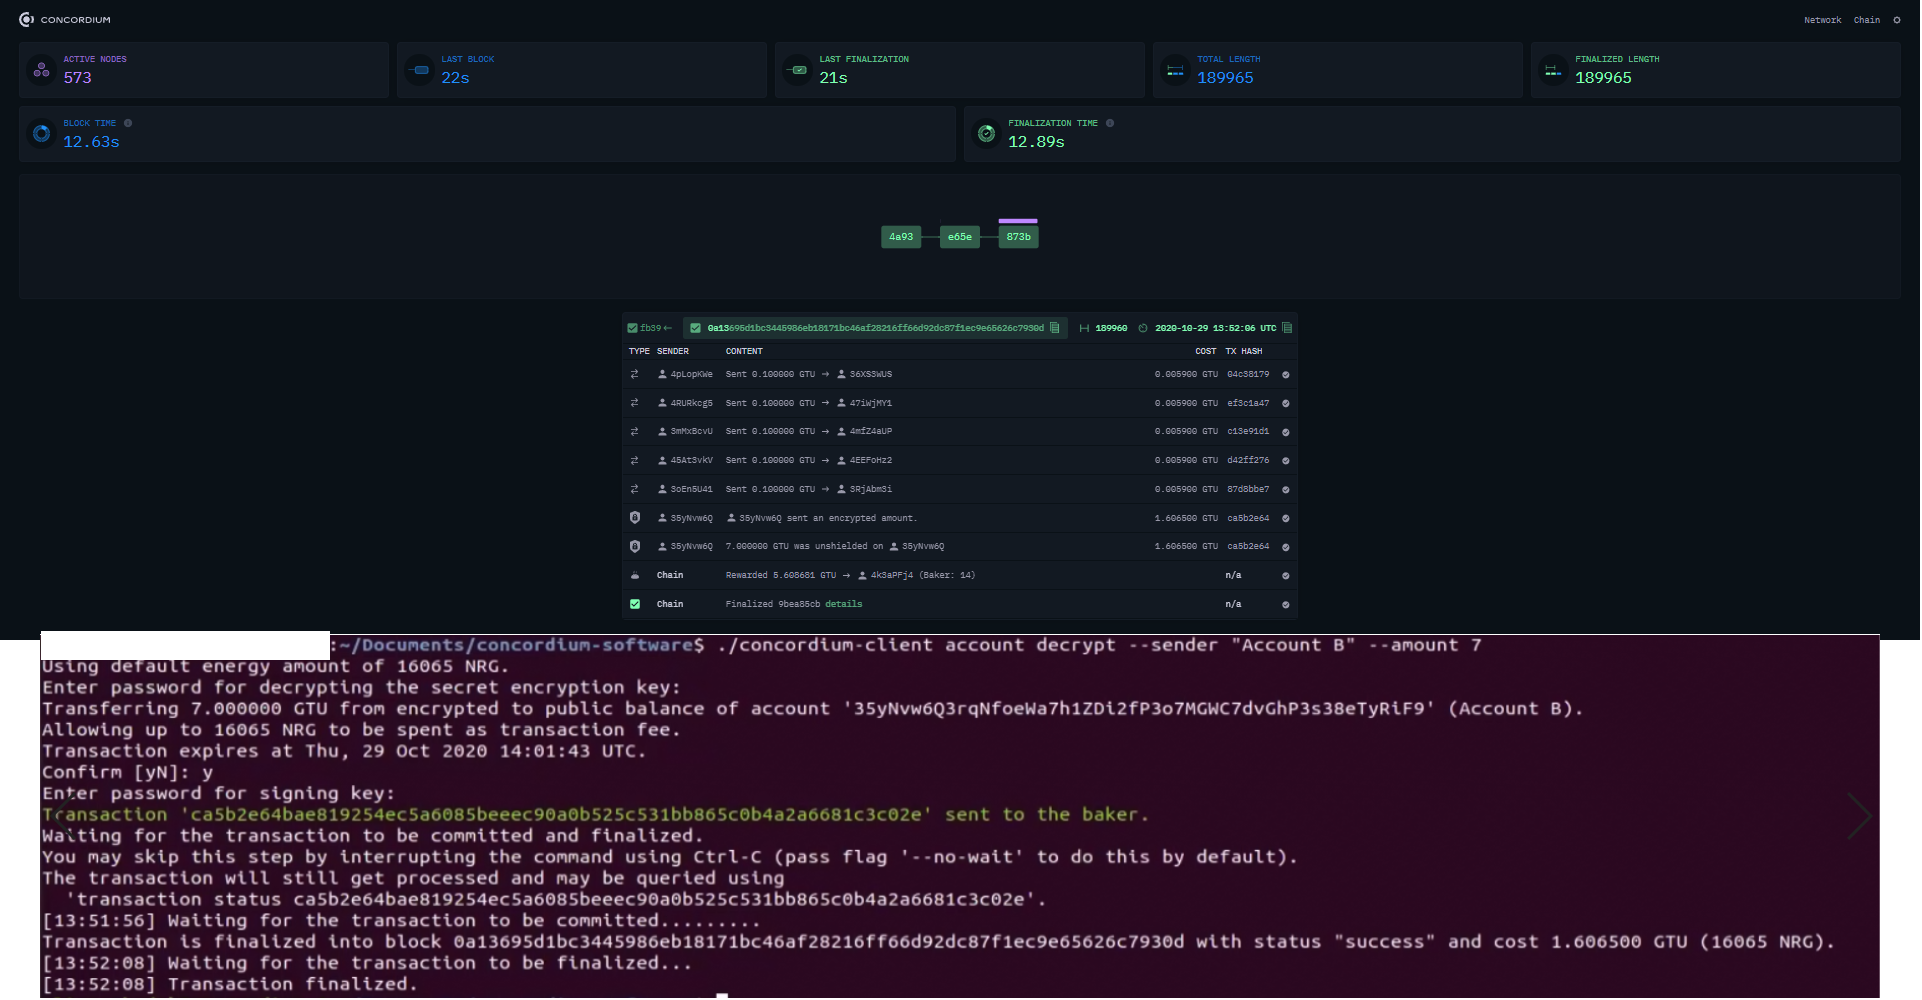 CONCORDIUM
Network Chain
ACTIVE NODES
573
LAST BLOCK
22s
LAST FINALIZATION
21s
TOTAL LENGTH
189965
FINALIZED LENGTH
189965
BLOCK TIME
12.63s
FINALIZATION TIME
12.89s
4a93 e65e 873b
fb39← 0a13695d1bc3445986eb18171bc46af28216ff66d92dc87f1ec9e65626c7930d 189960 2020-10-29 13:52:06 UTC
TYPE SENDER CONTENT COST TX HASH
4pLopKWe Sent 0.100000 GTU → 36XS3WUS 0.005900 GTU 04c38179
4RURkcg5 Sent 0.100000 GTU → 47iWjMY1 0.005900 GTU ef3c1a47
3mMxBcvU Sent 0.100000 GTU → 4mfZ4aUP 0.005900 GTU c13e91d1
45At3vkV Sent 0.100000 GTU → 4EEFoHz2 0.005900 GTU d42ff276
3oEn5U41 Sent 0.100000 GTU → 3RjAbm3i 0.005900 GTU 87d8bbe7
35yNvw6Q 35yNvw6Q sent an encrypted amount. 1.606500 GTU ca5b2e64
35yNvw6Q 7.000000 GTU was unshielded on 35yNvw6Q 1.606500 GTU ca5b2e64
Chain Rewarded 5.608681 GTU → 4k3aPFj4 (Baker: 14) n/a
Chain Finalized 9bea85cb details n/a
:~/Documents/concordium-software$ ./concordium-client account decrypt --sender "Account B" --amount 7
Using default energy amount of 16065 NRG.
Enter password for decrypting the secret encryption key:
Transferring 7.000000 GTU from encrypted to public balance of account '35yNvw6Q3rqNfoeWa7h1ZDi2fP3o7MGWC7dvGhP3s38eTyRiF9' (Account B).
Allowing up to 16065 NRG to be spent as transaction fee.
Transaction expires at Thu, 29 Oct 2020 14:01:43 UTC.
Confirm [yN]: y
Enter password for signing key:
Transaction 'ca5b2e64bae819254ec5a6085beeec90a0b525c531bb865c0b4a2a6681c3c02e' sent to the baker.
Waiting for the transaction to be committed and finalized.
You may skip this step by interrupting the command using Ctrl-C (pass flag '--no-wait' to do this by default).
The transaction will still get processed and may be queried using
'transaction status ca5b2e64bae819254ec5a6085beeec90a0b525c531bb865c0b4a2a6681c3c02e'.
[13:51:56] Waiting for the transaction to be committed.........
Transaction is finalized into block 0a13695d1bc3445986eb18171bc46af28216ff66d92dc87f1ec9e65626c7930d with status "success" and cost 1.606500 GTU (16065 NRG).
[13:52:08] Waiting for the transaction to be finalized...
[13:52:08] Transaction finalized.